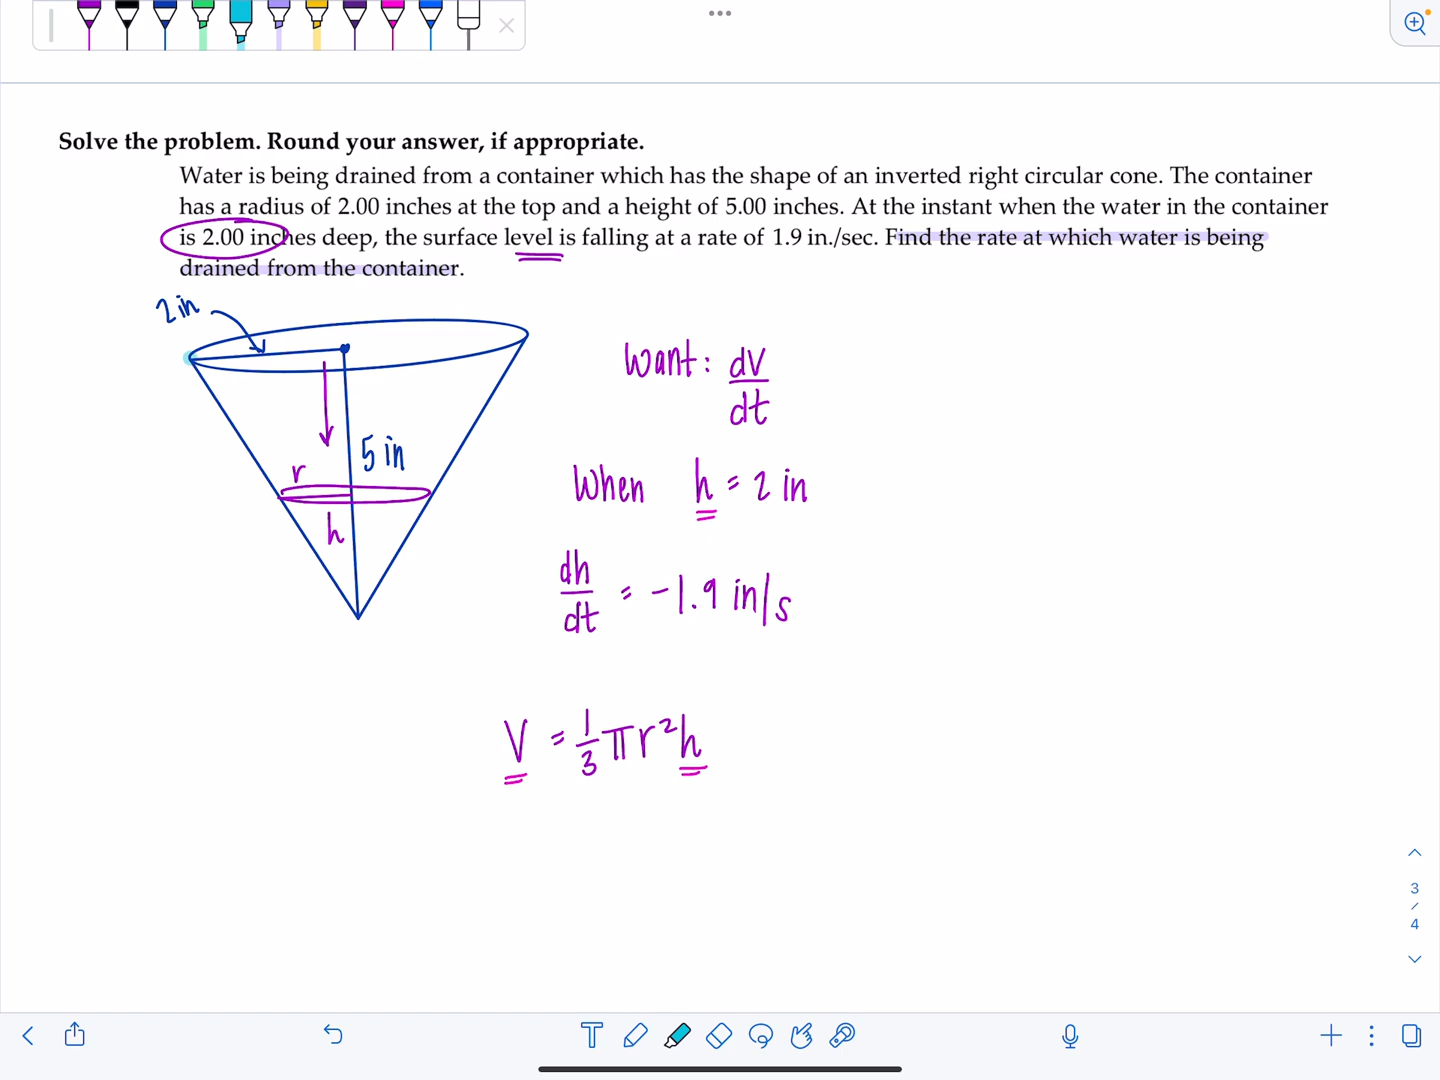 Solve the problem. Round your answer, if appropriate.
Water is being drained from a container which has the shape of an inverted right circular cone. The container
has a radius of 2.00 inches at the top and a height of 5.00 inches. At the instant when the water in the container
is 2.00 inches deep, the surface level is falling at a rate of 1.9 in./sec. Find the rate at which water is being
drained from the container.
2 in
5 in
r
h
Want: dV/dt
When h = 2 in
dh/dt = -1.9 in/s
V = 1/3 πr²h
3
/
4
T